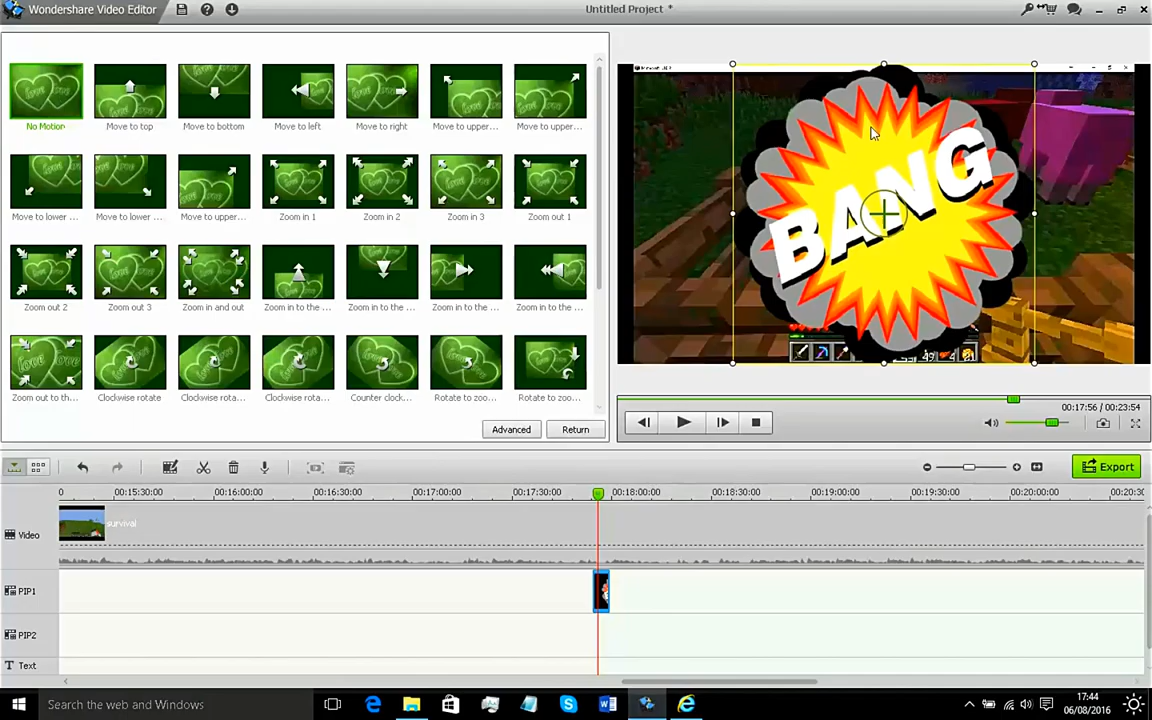 Wondershare Video Editor
Untitled Project *
No Motion
Move to top
Move to bottom
Move to left
Move to right
Move to upper...
Move to upper...
Move to lower ...
Move to lower ...
Move to upper...
Zoom in 1
Zoom in 2
Zoom in 3
Zoom out 1
Zoom out 2
Zoom out 3
Zoom in and out
Zoom in to the ...
Zoom in to the ...
Zoom in to the ...
Zoom in to the ...
Zoom out to th...
Clockwise rotate
Clockwise rota...
Clockwise rota...
Counter clock...
Rotate to zoo...
Rotate to zoo...
Advanced
Return
BANG
00:17:56 / 00:23:54
Export
00:15:30:00
00:16:00:00
00:16:30:00
00:17:00:00
00:17:30:00
00:18:00:00
00:18:30:00
00:19:00:00
00:19:30:00
00:20:00:00
00:20:30
Video
survival
PIP1
PIP2
Text
Search the web and Windows
17:44
06/08/2016